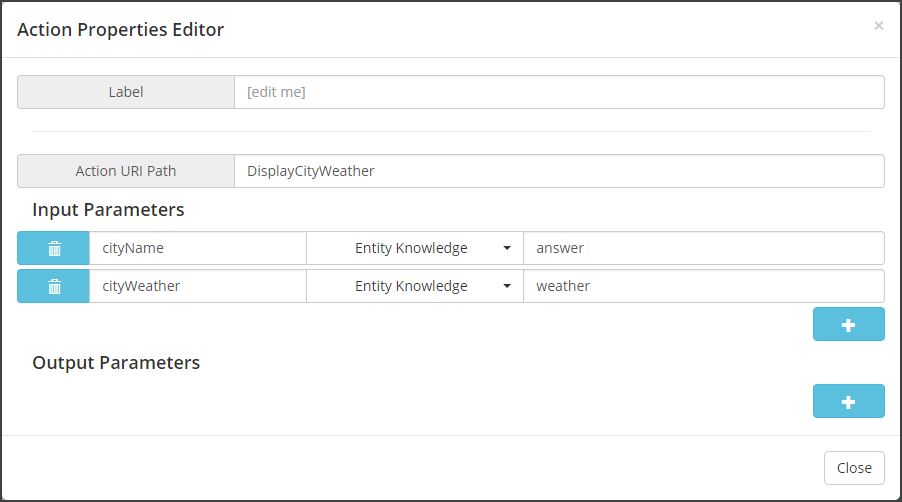 Action Properties Editor ×
Label [edit me]
Action URI Path DisplayCityWeather
Input Parameters
cityName Entity Knowledge answer
cityWeather Entity Knowledge weather
Output Parameters
Close